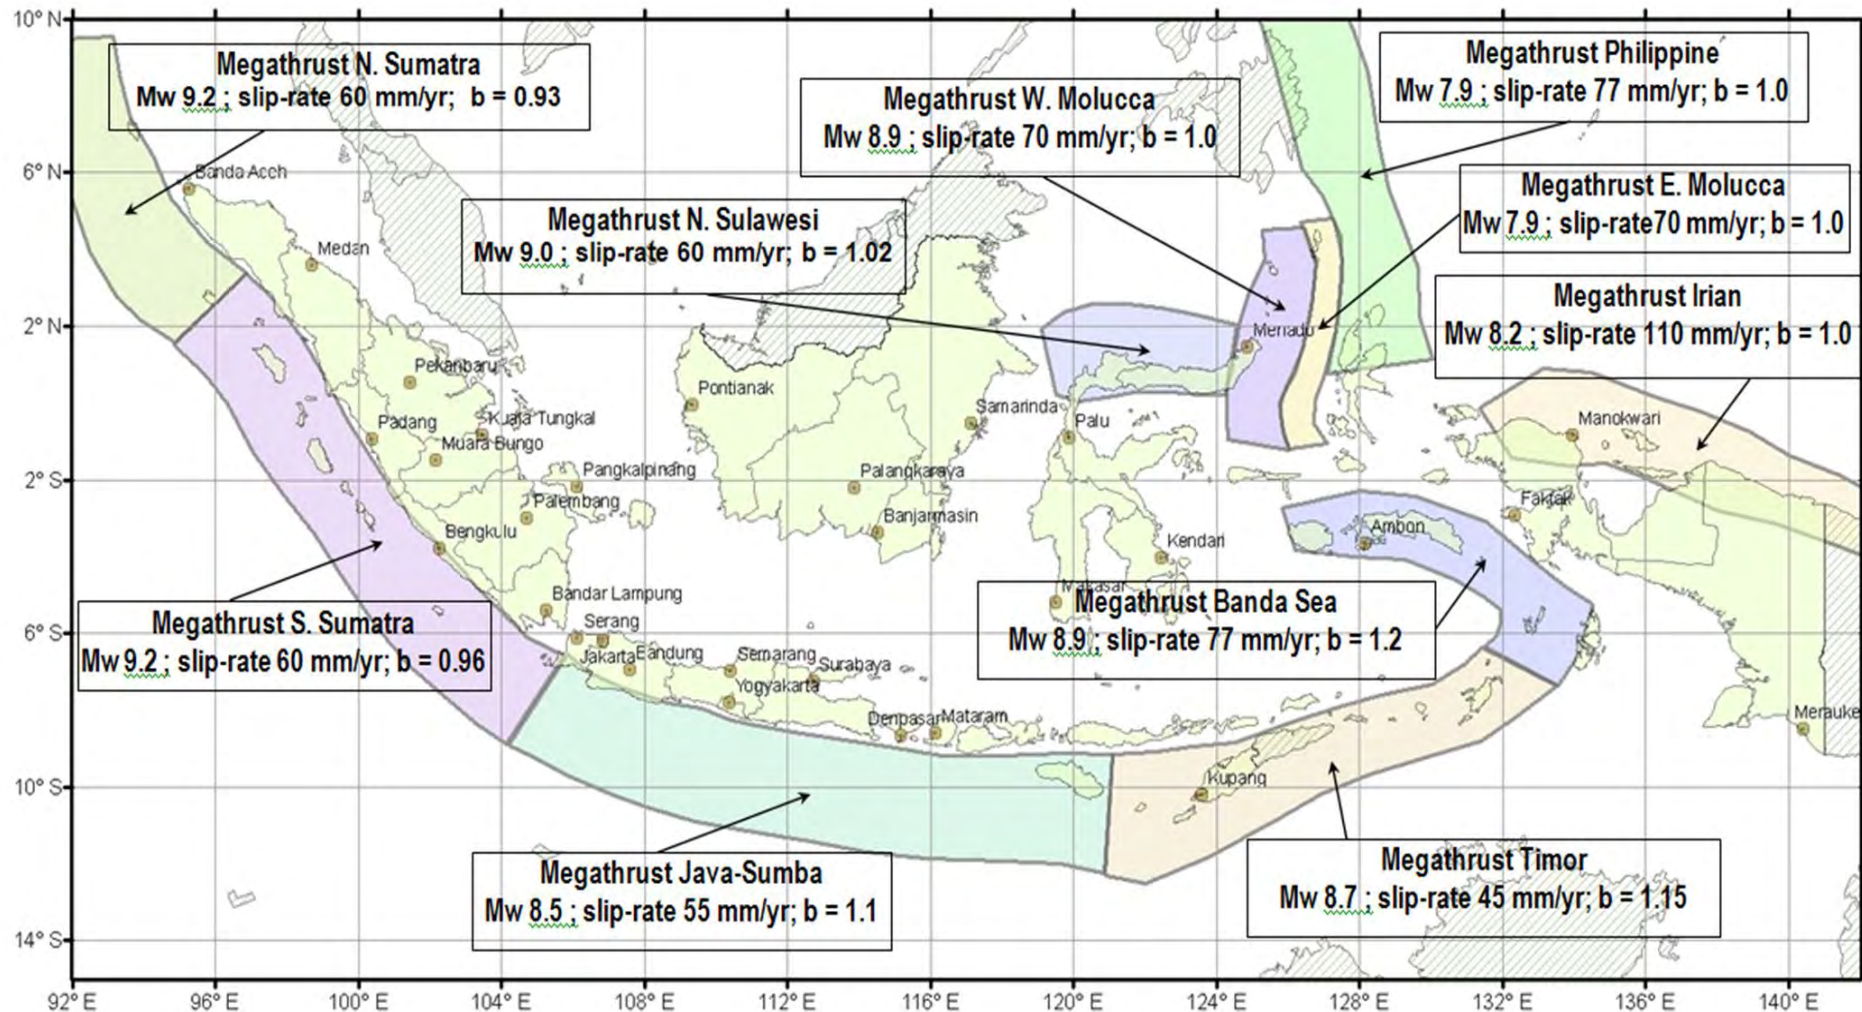 10° N
6° N
2° N
2° S
6° S
10° S
14° S
92° E
96° E
100° E
104° E
108° E
112° E
116° E
120° E
124° E
128° E
132° E
136° E
140° E
Megathrust N. Sumatra
Mw 9.2 ; slip-rate 60 mm/yr; b = 0.93
Megathrust W. Molucca
Mw 8.9 ; slip-rate 70 mm/yr; b = 1.0
Megathrust Philippine
Mw 7.9 ; slip-rate 77 mm/yr; b = 1.0
Megathrust E. Molucca
Mw 7.9 ; slip-rate70 mm/yr; b = 1.0
Megathrust N. Sulawesi
Mw 9.0 ; slip-rate 60 mm/yr; b = 1.02
Megathrust Irian
Mw 8.2 ; slip-rate 110 mm/yr; b = 1.0
Megathrust S. Sumatra
Mw 9.2 ; slip-rate 60 mm/yr; b = 0.96
Megathrust Banda Sea
Mw 8.9 ; slip-rate 77 mm/yr; b = 1.2
Megathrust Java-Sumba
Mw 8.5 ; slip-rate 55 mm/yr; b = 1.1
Megathrust Timor
Mw 8.7 ; slip-rate 45 mm/yr; b = 1.15
Banda Aceh
Medan
Pekanbaru
Padang
Kuala Tungkal
Muara Bungo
Pangkalpinang
Palembang
Bengkulu
Bandar Lampung
Serang
Jakarta
Bandung
Semarang
Surabaya
Yogyakarta
Denpasar
Mataram
Pontianak
Samarinda
Palangkaraya
Banjarmasin
Palu
Menado
Kendari
Makasar
Ambon
Fakfak
Manokwari
Kupang
Merauke